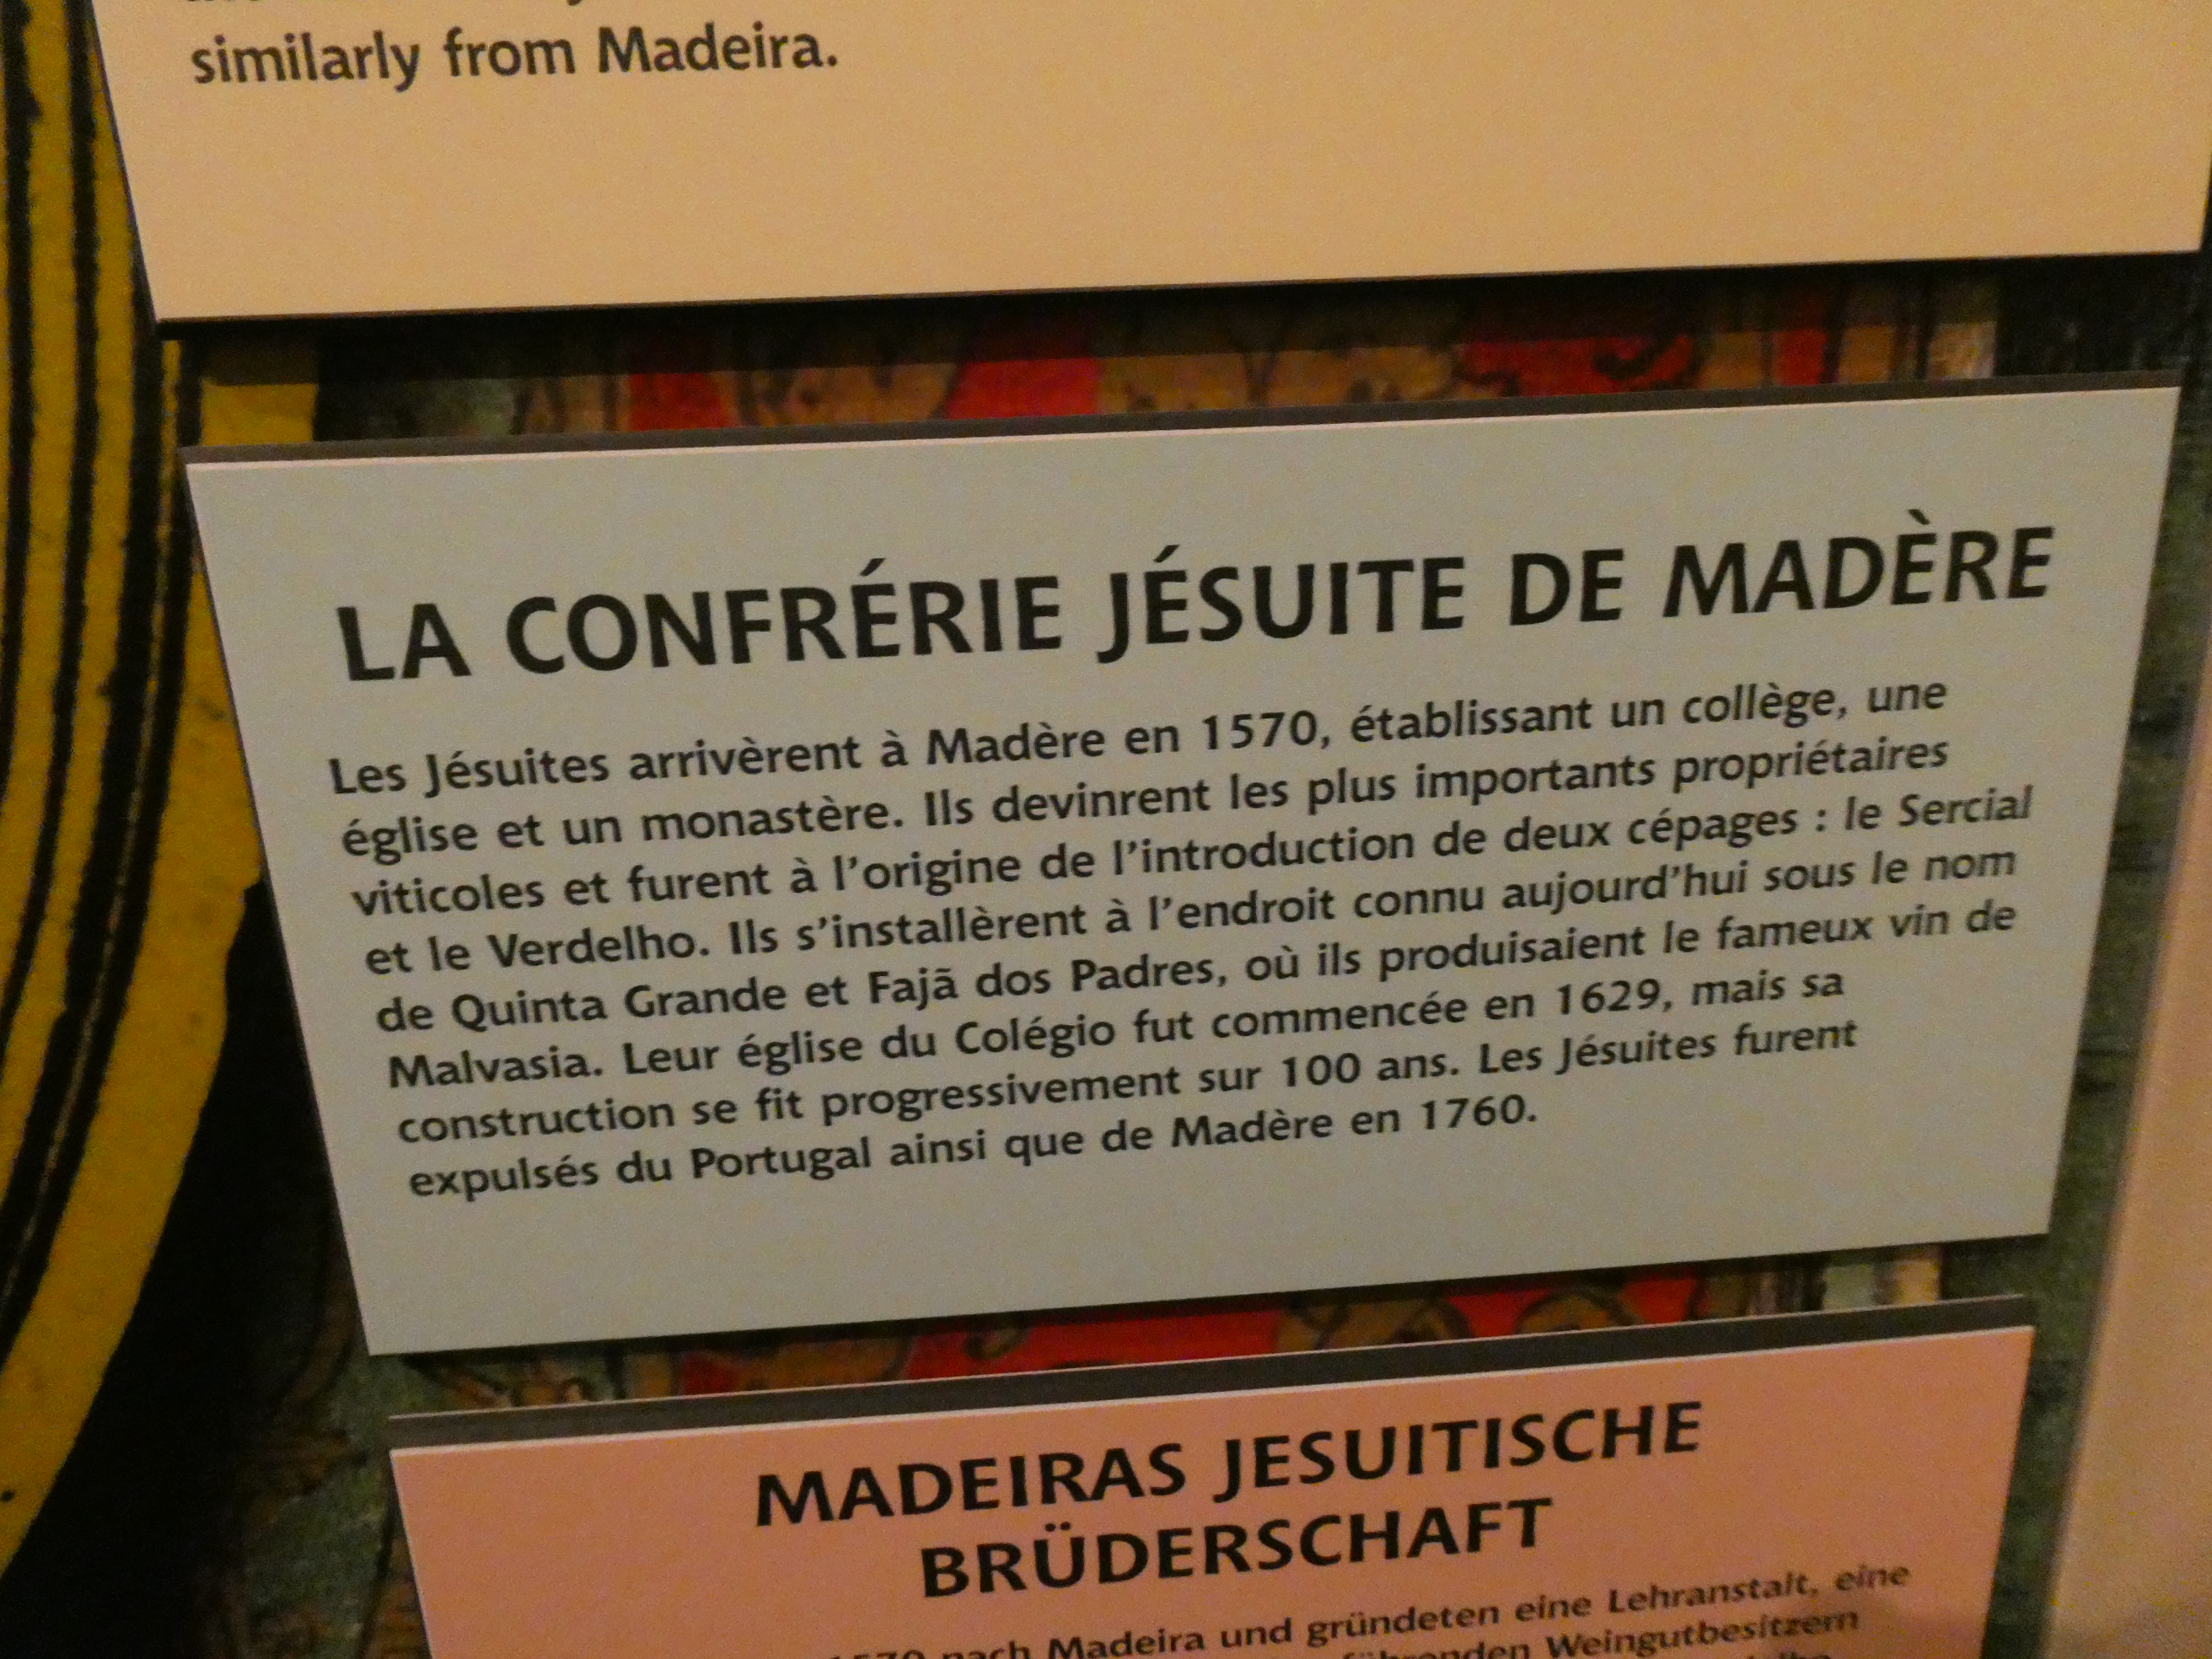 similarly from Madeira.
LA CONFRÉRIE JÉSUITE DE MADÈRE
Les Jésuites arrivèrent à Madère en 1570, établissant un collège, une
église et un monastère. Ils devinrent les plus importants propriétaires
viticoles et furent à l'origine de l'introduction de deux cépages : le Sercial
et le Verdelho. Ils s'installèrent à l'endroit connu aujourd'hui sous le nom
de Quinta Grande et Fajã dos Padres, où ils produisaient le fameux vin de
Malvasia. Leur église du Colégio fut commencée en 1629, mais sa
construction se fit progressivement sur 100 ans. Les Jésuites furent
expulsés du Portugal ainsi que de Madère en 1760.
MADEIRAS JESUITISCHE
BRÜDERSCHAFT
nach Madeira und gründeten eine Lehranstalt, eine
Weingutbesitzern